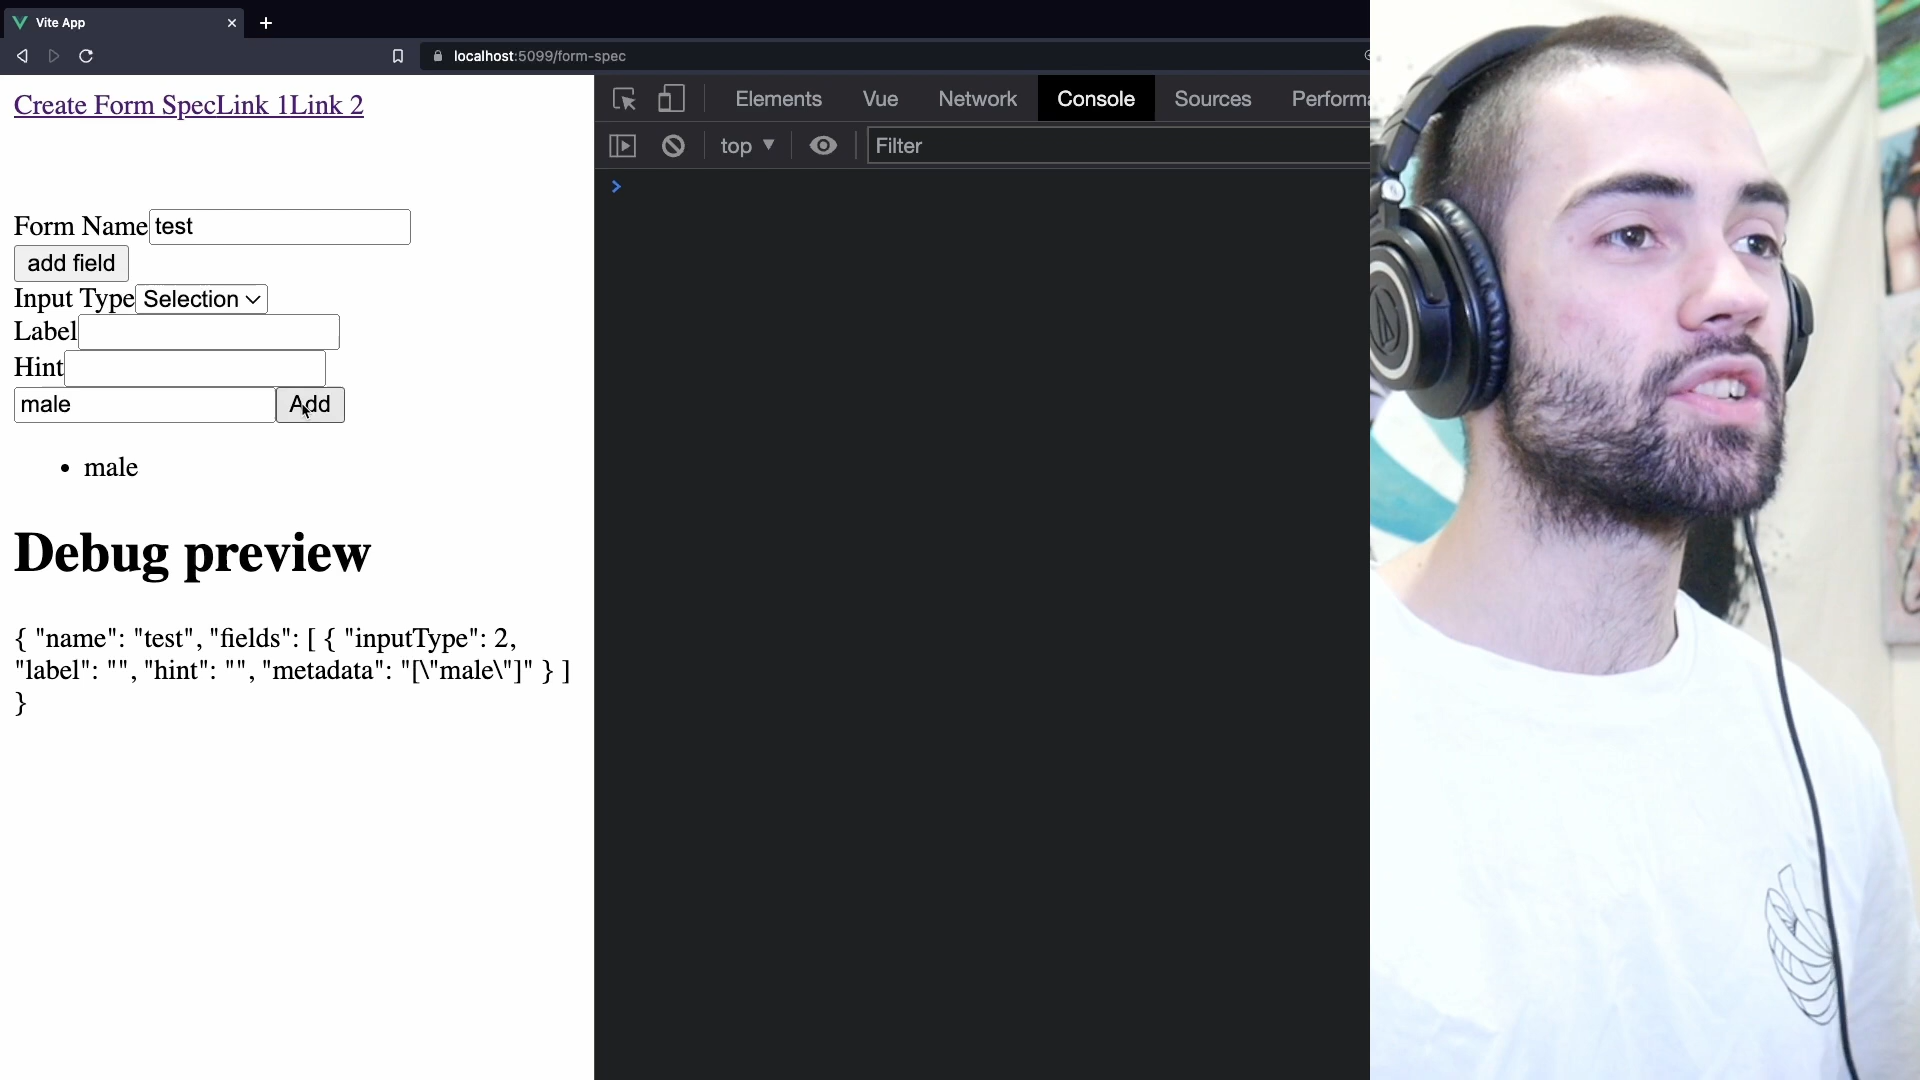 Vite App
localhost:5099/form-spec
Create Form SpecLink 1Link 2
Elements Vue Network Console Sources Performa
top Filter
Form Name test
add field
Input Type Selection
Label
Hint
male Add
• male
Debug preview
{ "name": "test", "fields": [ { "inputType": 2,
"label": "", "hint": "", "metadata": "[\"male\"]" } ]
}